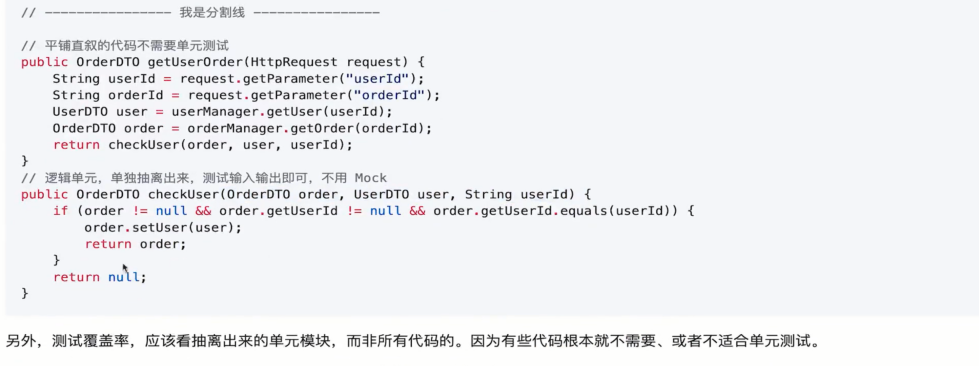 // ---------------- 我是分割线 ----------------
// 平铺直叙的代码不需要单元测试
public OrderDTO getUserOrder(HttpRequest request) {
    String userId = request.getParameter("userId");
    String orderId = request.getParameter("orderId");
    UserDTO user = userManager.getUser(userId);
    OrderDTO order = orderManager.getOrder(orderId);
    return checkUser(order, user, userId);
}
// 逻辑单元，单独抽离出来，测试输入输出即可，不用 Mock
public OrderDTO checkUser(OrderDTO order, UserDTO user, String userId) {
    if (order != null && order.getUserId != null && order.getUserId.equals(userId)) {
        order.setUser(user);
        return order;
    }
    return null;
}
另外，测试覆盖率，应该看抽离出来的单元模块，而非所有代码的。因为有些代码根本就不需要、或者不适合单元测试。